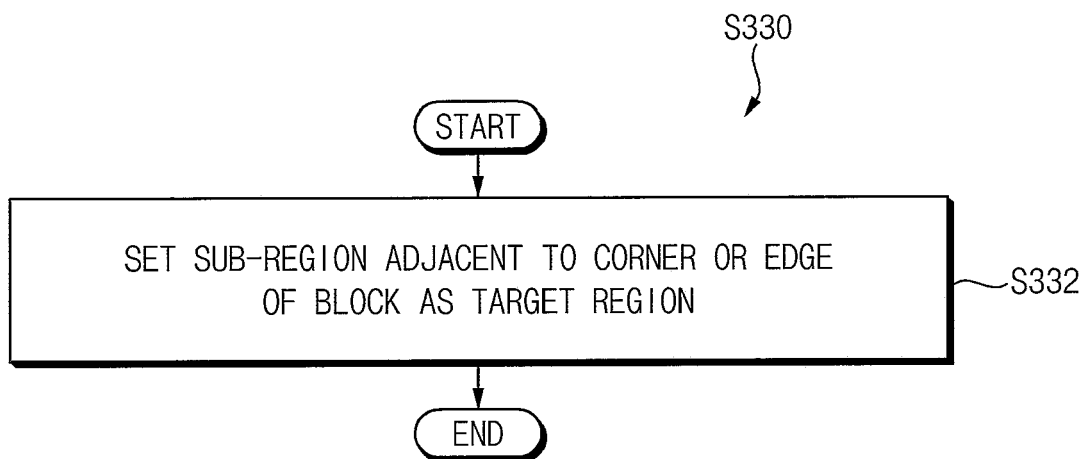 S330
START
SET SUB-REGION ADJACENT TO CORNER OR EDGE
OF BLOCK AS TARGET REGION
S332
END